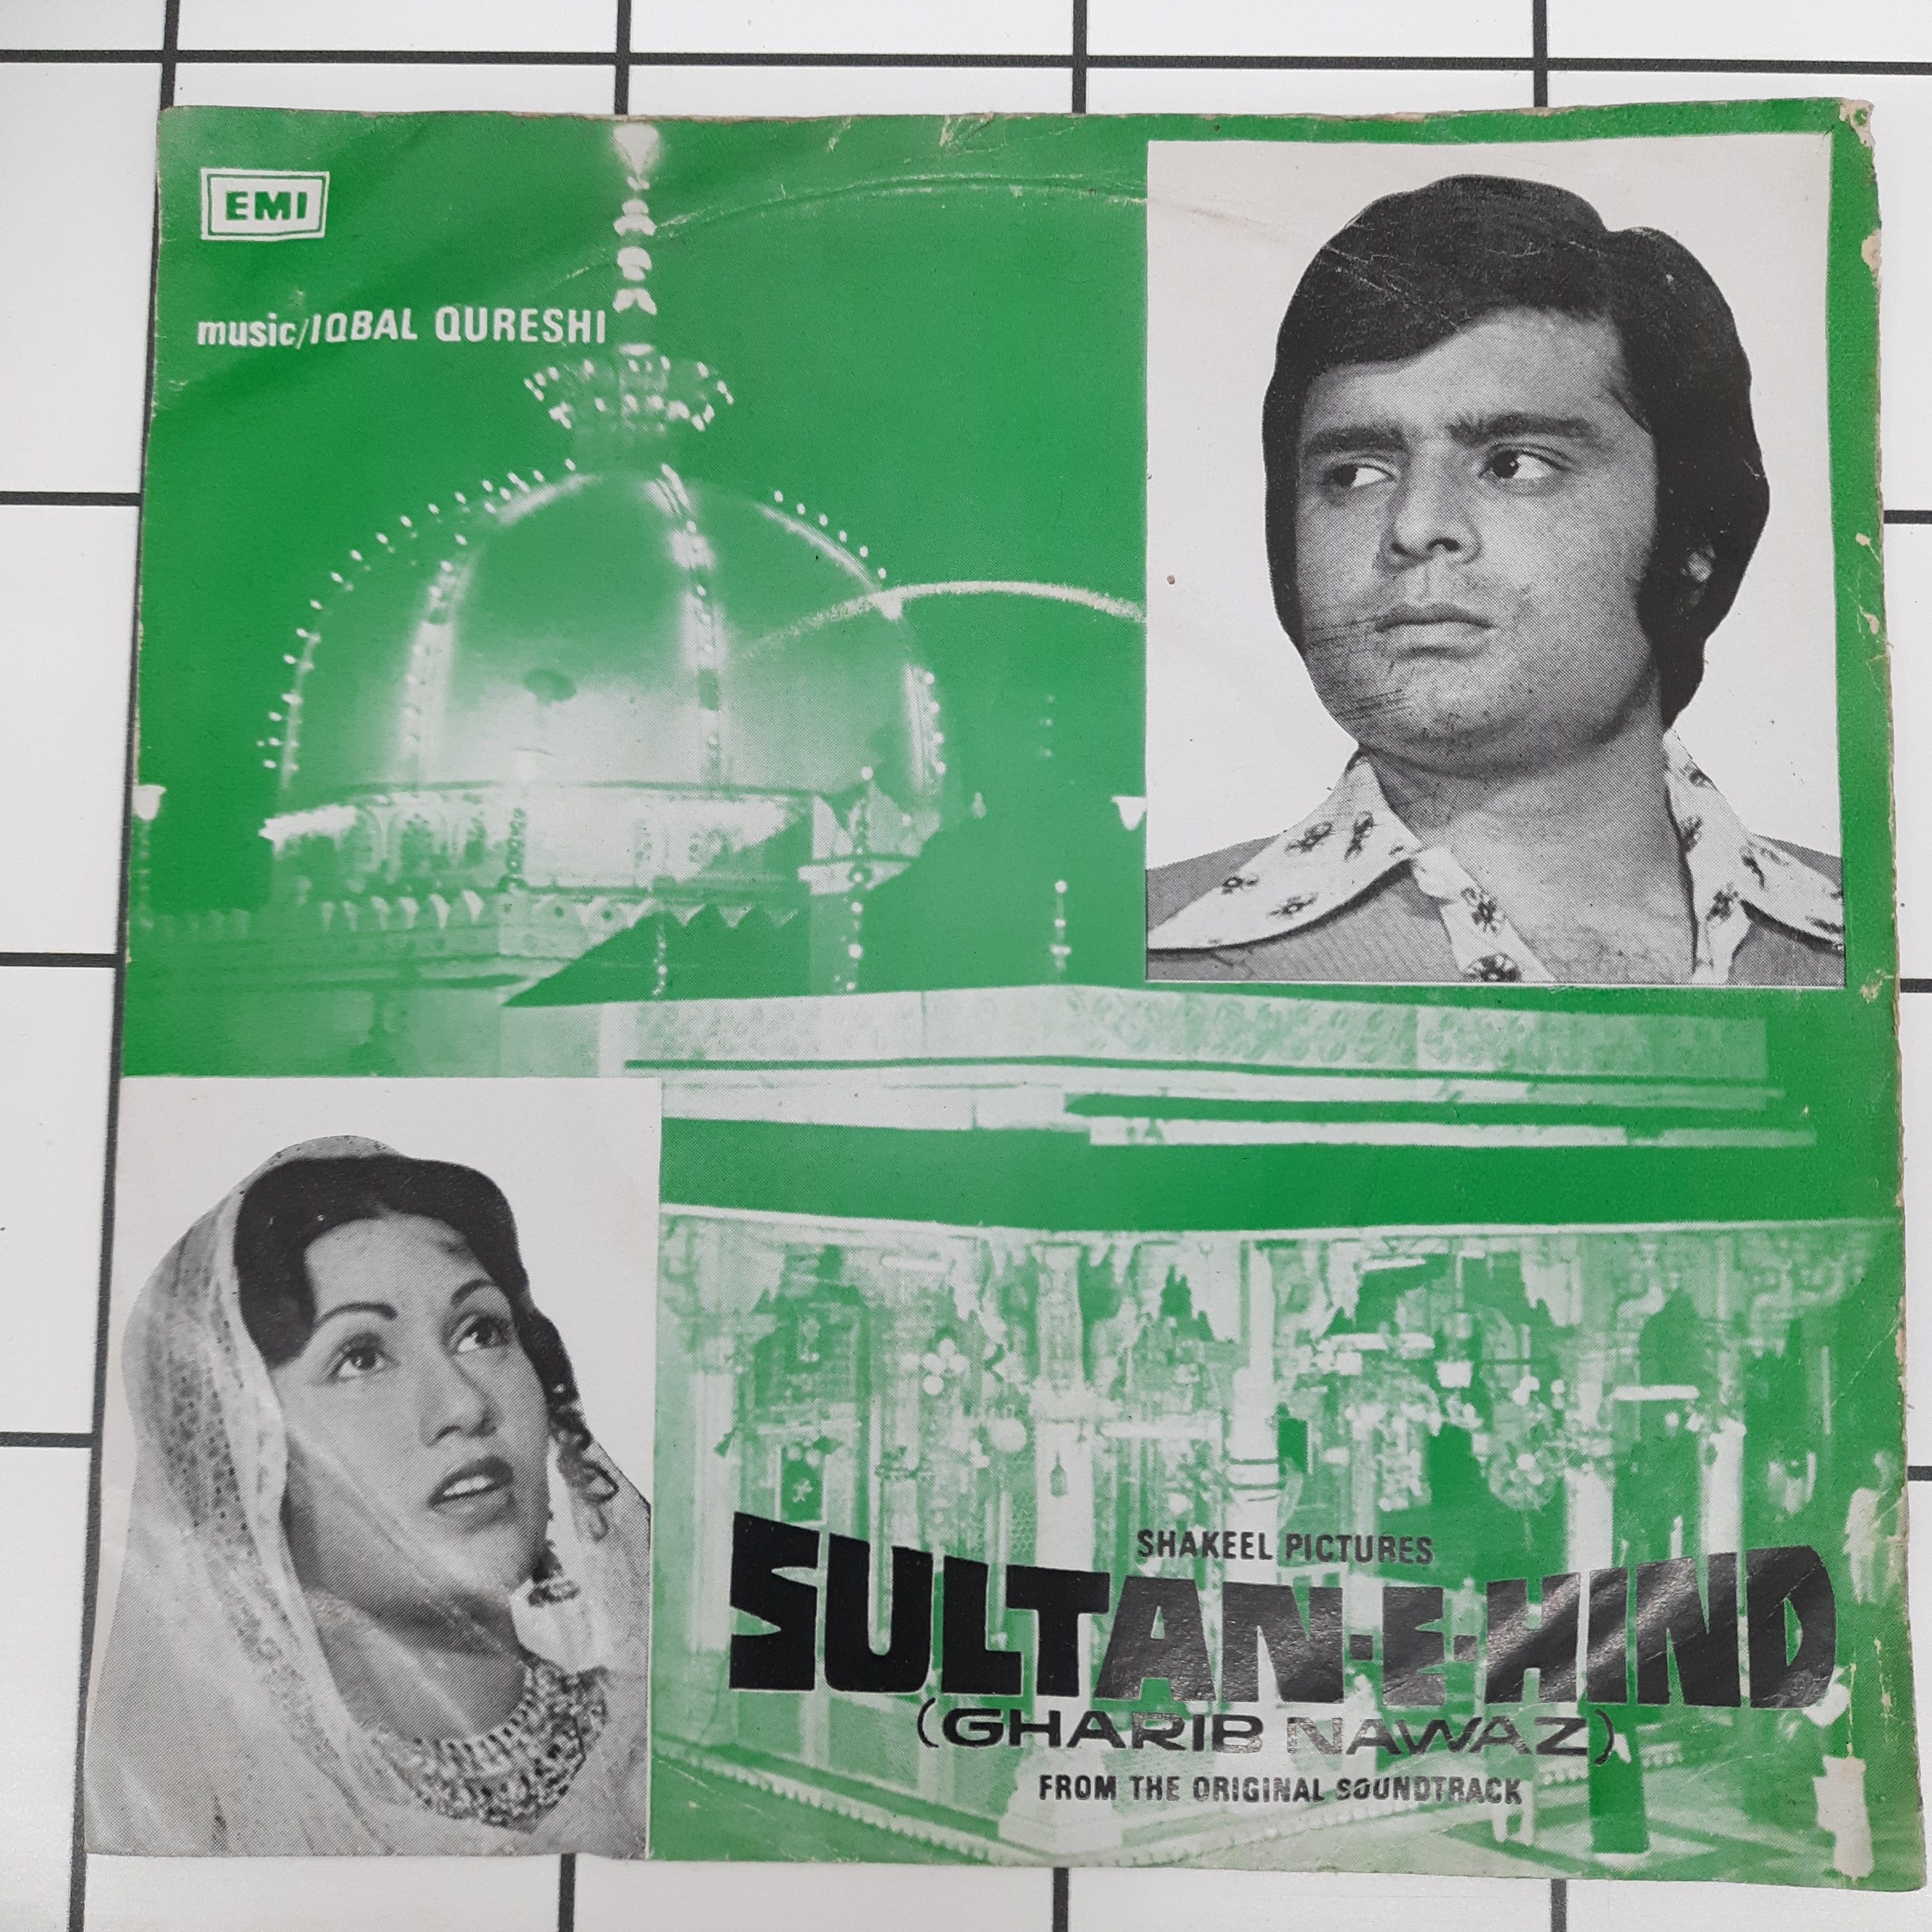 EMI
music/IQBAL QURESHI
SHAKEEL PICTURES
SULTAN-E-HIND
(GHARIB NAWAZ)
FROM THE ORIGINAL SOUNDTRACK